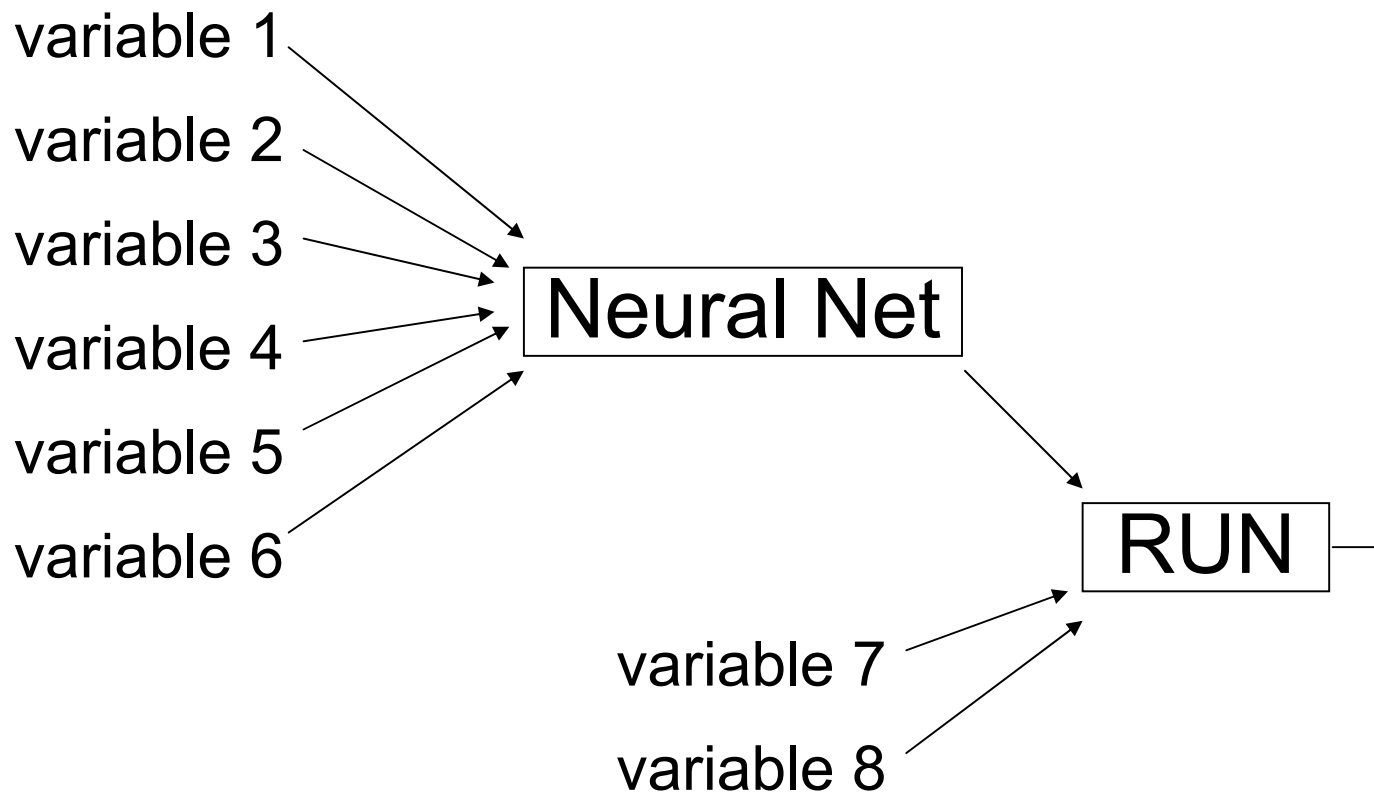 variable 1
variable 2
variable 3
variable 4
variable 5
variable 6
Neural Net
RUN
variable 7
variable 8